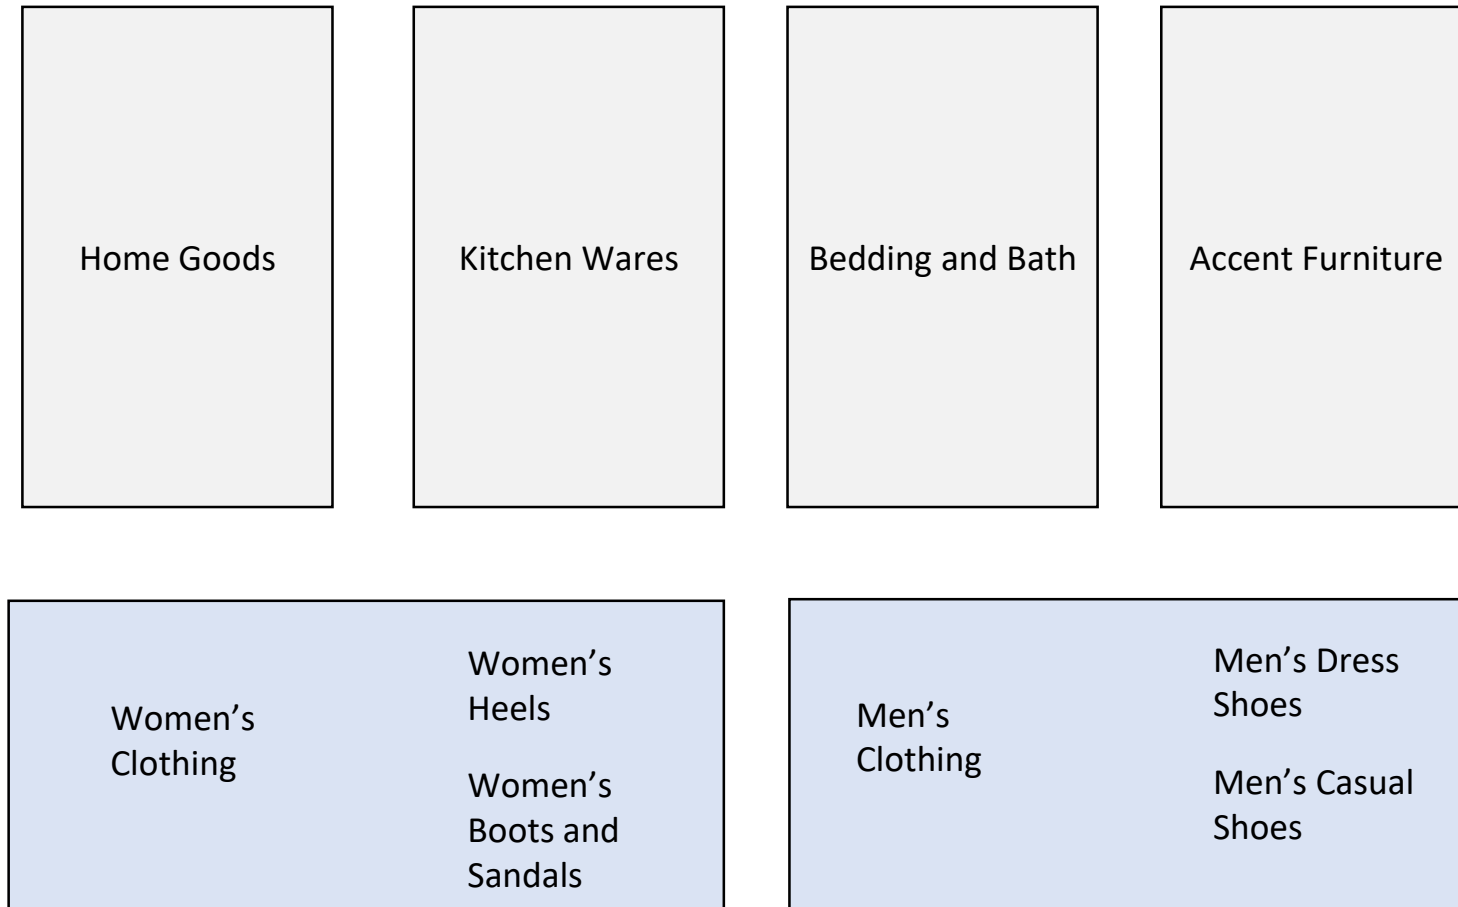 Home Goods
Kitchen Wares
Bedding and Bath
Accent Furniture
Women’s
Clothing
Women’s
Heels
Women’s
Boots and
Sandals
Men’s
Clothing
Men’s Dress
Shoes
Men’s Casual
Shoes